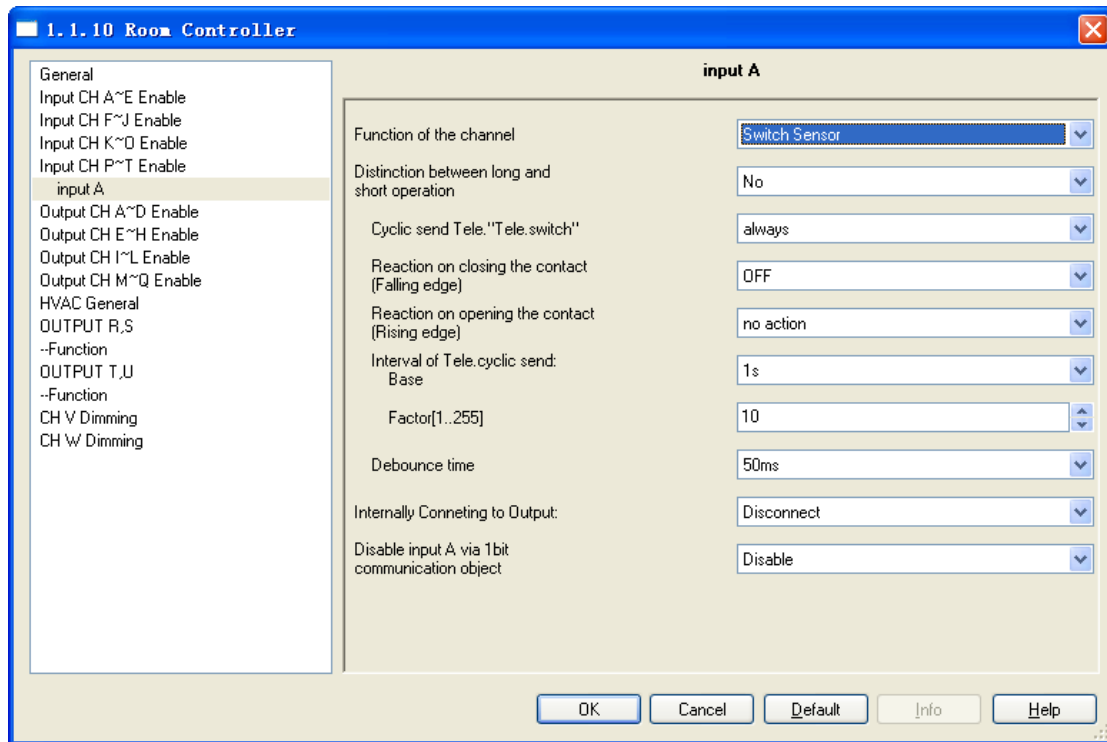 1.1.10 Room Controller
General
Input CH A~E Enable
Input CH F~J Enable
Input CH K~O Enable
Input CH P~T Enable
input A
Output CH A~D Enable
Output CH E~H Enable
Output CH I~L Enable
Output CH M~Q Enable
HVAC General
OUTPUT R,S
--Function
OUTPUT T,U
--Function
CH V Dimming
CH W Dimming
input A
Function of the channel
Switch Sensor
Distinction between long and
short operation
No
Cyclic send Tele."Tele.switch"
always
Reaction on closing the contact
(Falling edge)
OFF
Reaction on opening the contact
(Rising edge)
no action
Interval of Tele.cyclic send:
Base
1s
Factor[1..255]
10
Debounce time
50ms
Internally Conneting to Output:
Disconnect
Disable input A via 1bit
communication object
Disable
OK
Cancel
Default
Info
Help